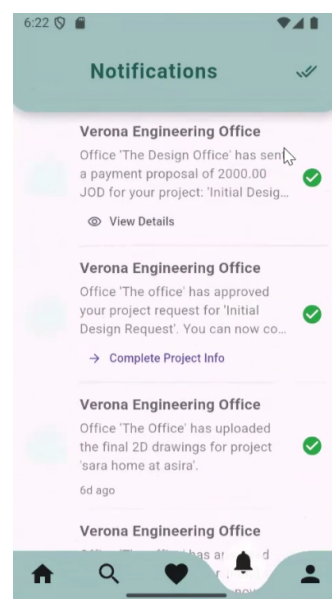 6:22
Notifications
Verona Engineering Office
Office 'The Design Office' has sent
a payment proposal of 2000.00
JOD for your project: 'Initial Desig...
View Details
Verona Engineering Office
Office 'The office' has approved
your project request for 'Initial
Design Request'. You can now co...
Complete Project Info
Verona Engineering Office
Office 'The Office' has uploaded
the final 2D drawings for project
'sara home at asira'.
6d ago
Verona Engineering Office